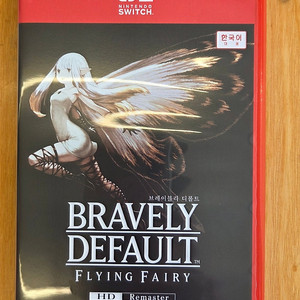 NINTENDO
SWITCH
한국어
브레이블리 디폴트
BRAVELY
DEFAULT
FLYING FAIRY
HD Remaster